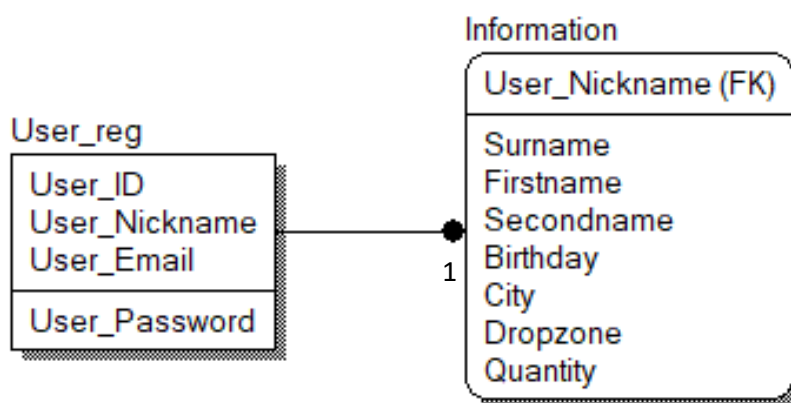 Information
User_Nickname (FK)
Surname
Firstname
Secondname
Birthday
City
Dropzone
Quantity
User_reg
User_ID
User_Nickname
User_Email
User_Password
1